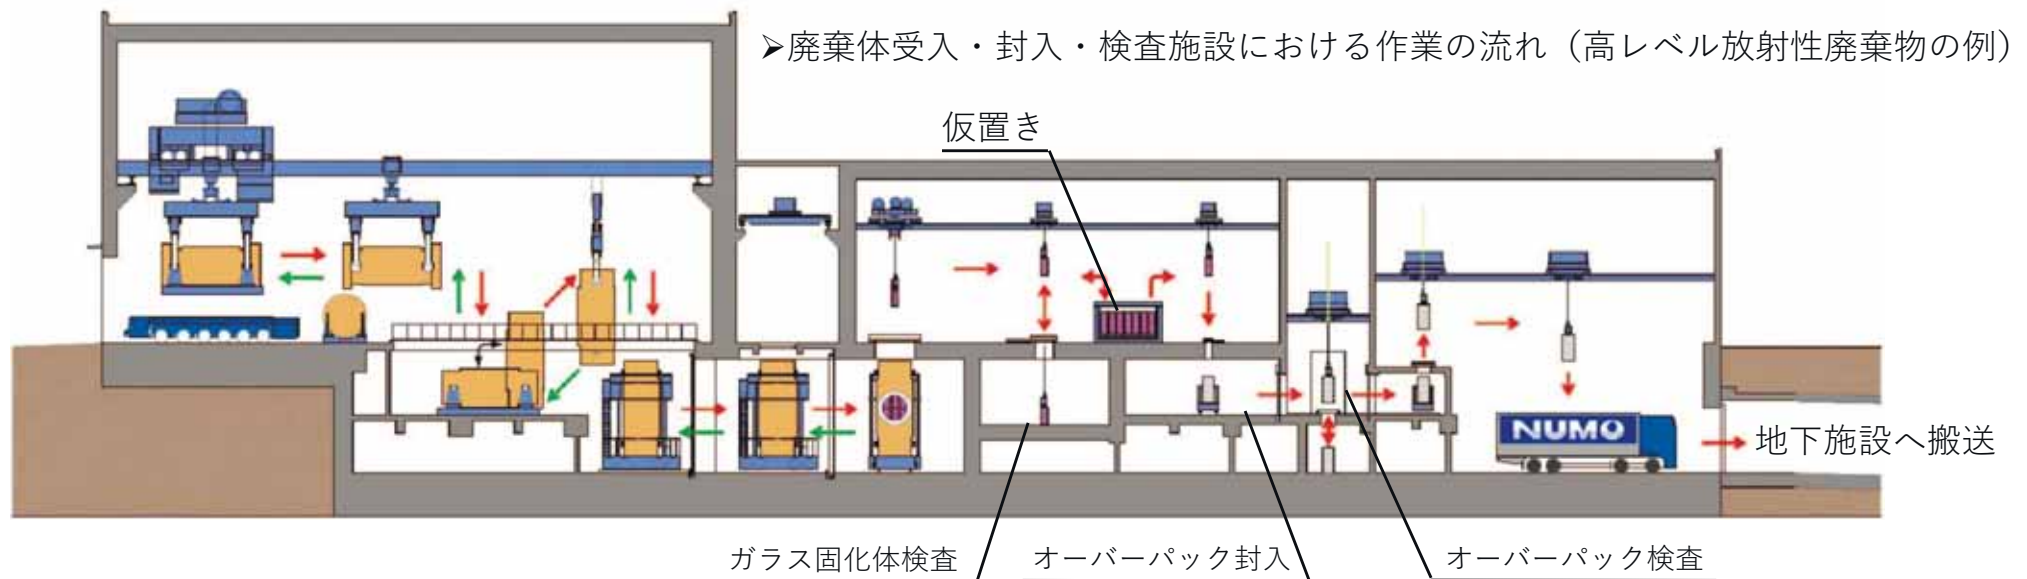 ➢廃棄体受入・封入・検査施設における作業の流れ（高レベル放射性廃棄物の例）
仮置き
NUMO
地下施設へ搬送
ガラス固化体検査
オーバーパック封入
オーバーパック検査